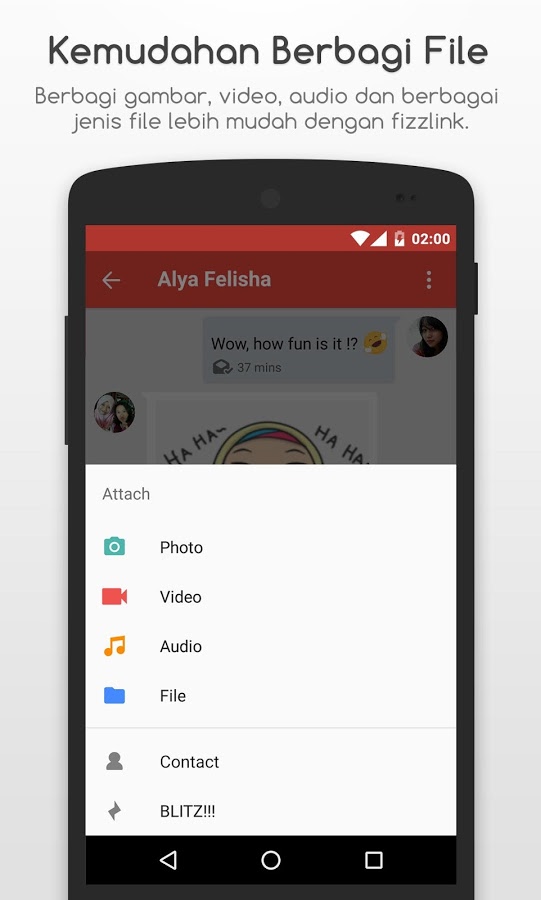 Kemudahan Berbagi File
Berbagi gambar, video, audio dan berbagai
jenis file lebih mudah dengan fizzlink.
02:00
Alya Felisha
Wow, how fun is it !?
37 mins
HA HA~
HA HA
Attach
Photo
Video
Audio
File
Contact
BLITZ!!!